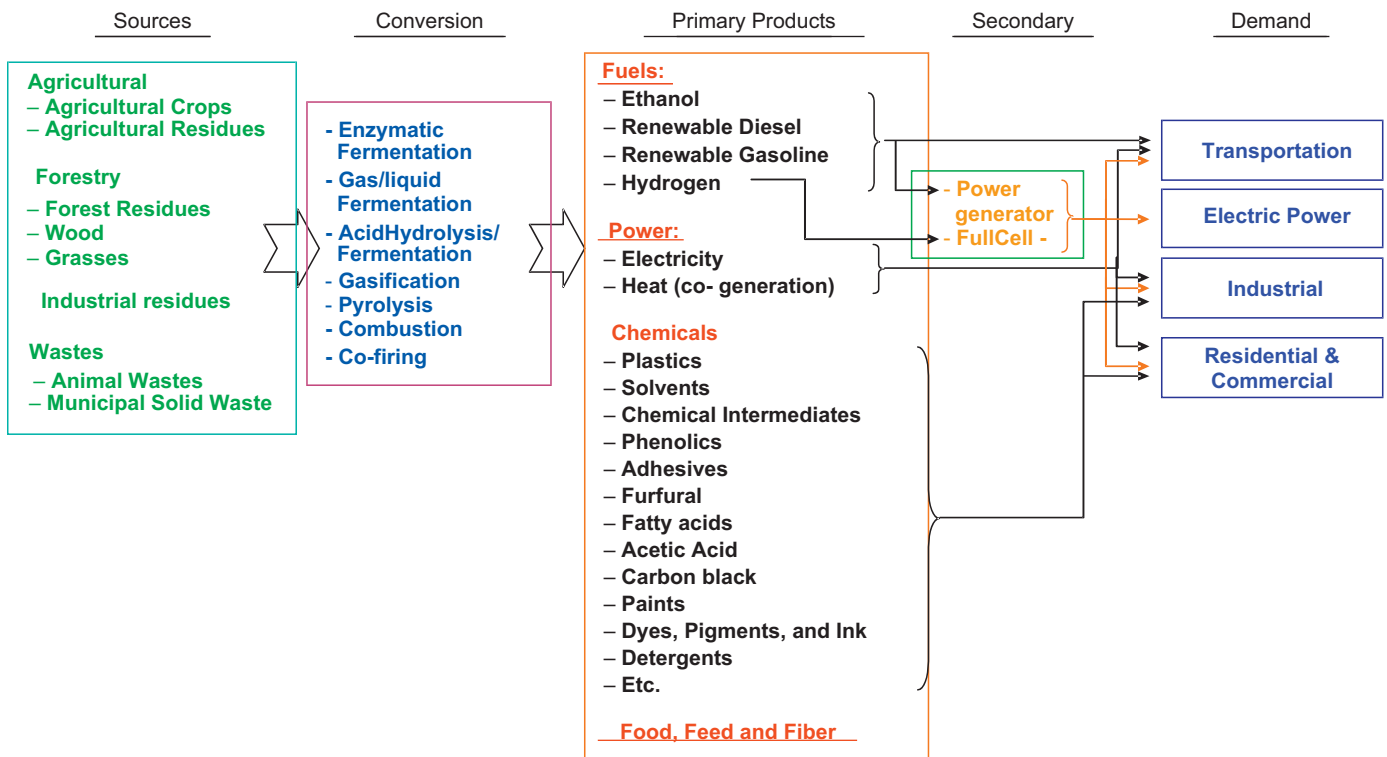 Sources
Conversion
Primary Products
Secondary
Demand
Agricultural
– Agricultural Crops
– Agricultural Residues
Forestry
– Forest Residues
– Wood
– Grasses
Industrial residues
Wastes
– Animal Wastes
– Municipal Solid Waste
- Enzymatic
Fermentation
- Gas/liquid
Fermentation
- AcidHydrolysis/
Fermentation
- Gasification
- Pyrolysis
- Combustion
- Co-firing
Fuels:
– Ethanol
– Renewable Diesel
– Renewable Gasoline
– Hydrogen
Power:
– Electricity
– Heat (co- generation)
Chemicals
– Plastics
– Solvents
– Chemical Intermediates
– Phenolics
– Adhesives
– Furfural
– Fatty acids
– Acetic Acid
– Carbon black
– Paints
– Dyes, Pigments, and Ink
– Detergents
– Etc.
Food, Feed and Fiber
- Power
generator
- FullCell -
Transportation
Electric Power
Industrial
Residential &
Commercial